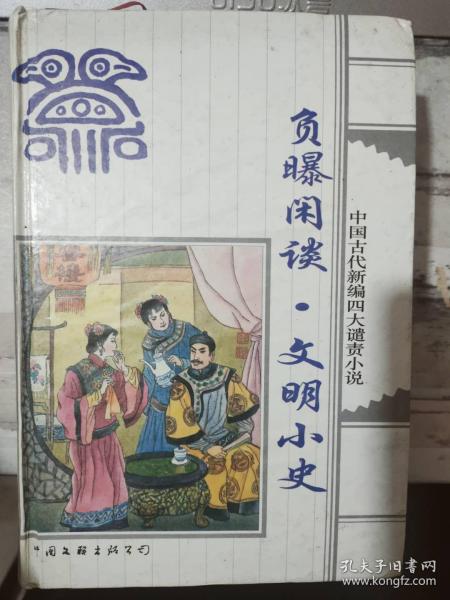 负曝闲谈·文明小史
中国古代新编四大谴责小说
中国文联出版公司
孔夫子旧书网
www.kongfz.com